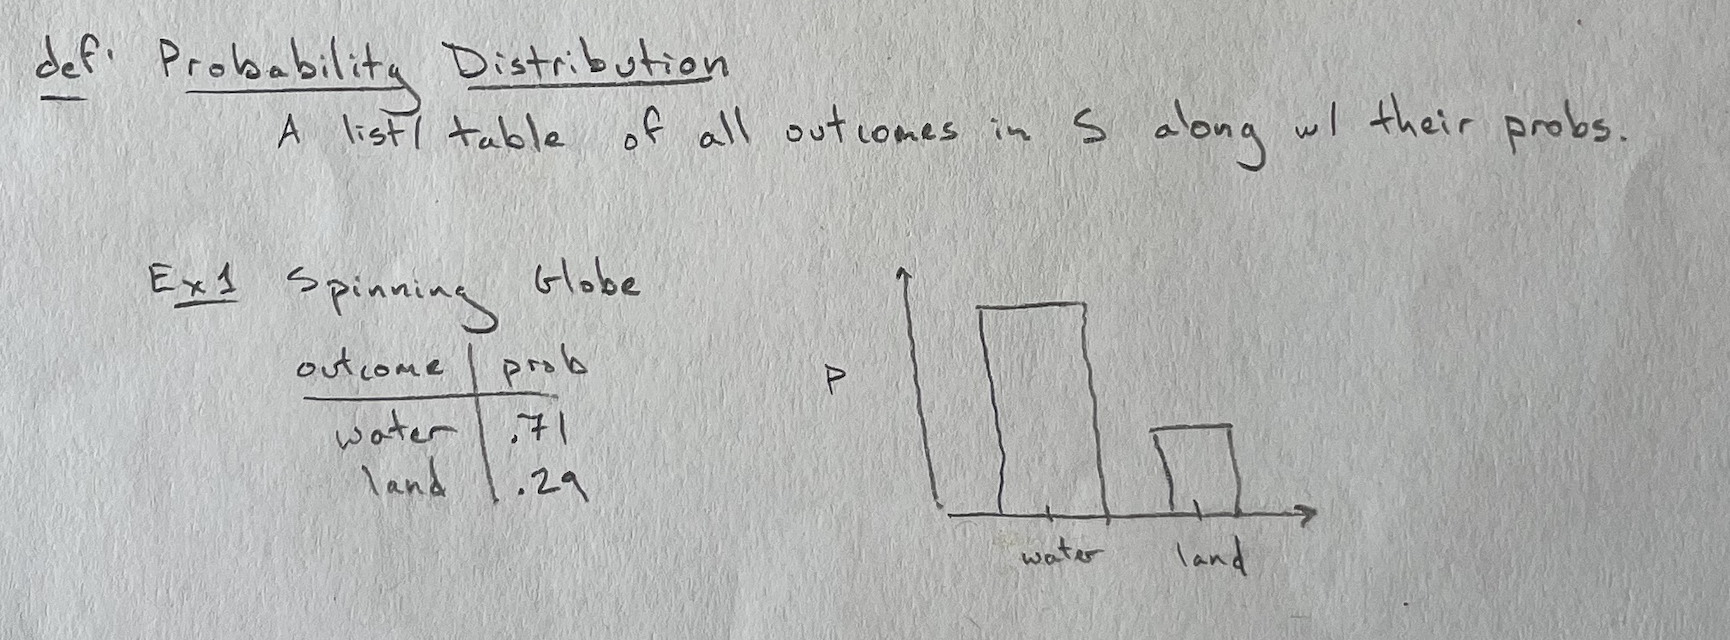 def: Probability Distribution
A list/ table of all outcomes in S along w/ their probs.
Ex1 Spinning Globe
outcome | prob
water | .71
land | .29
P
water land